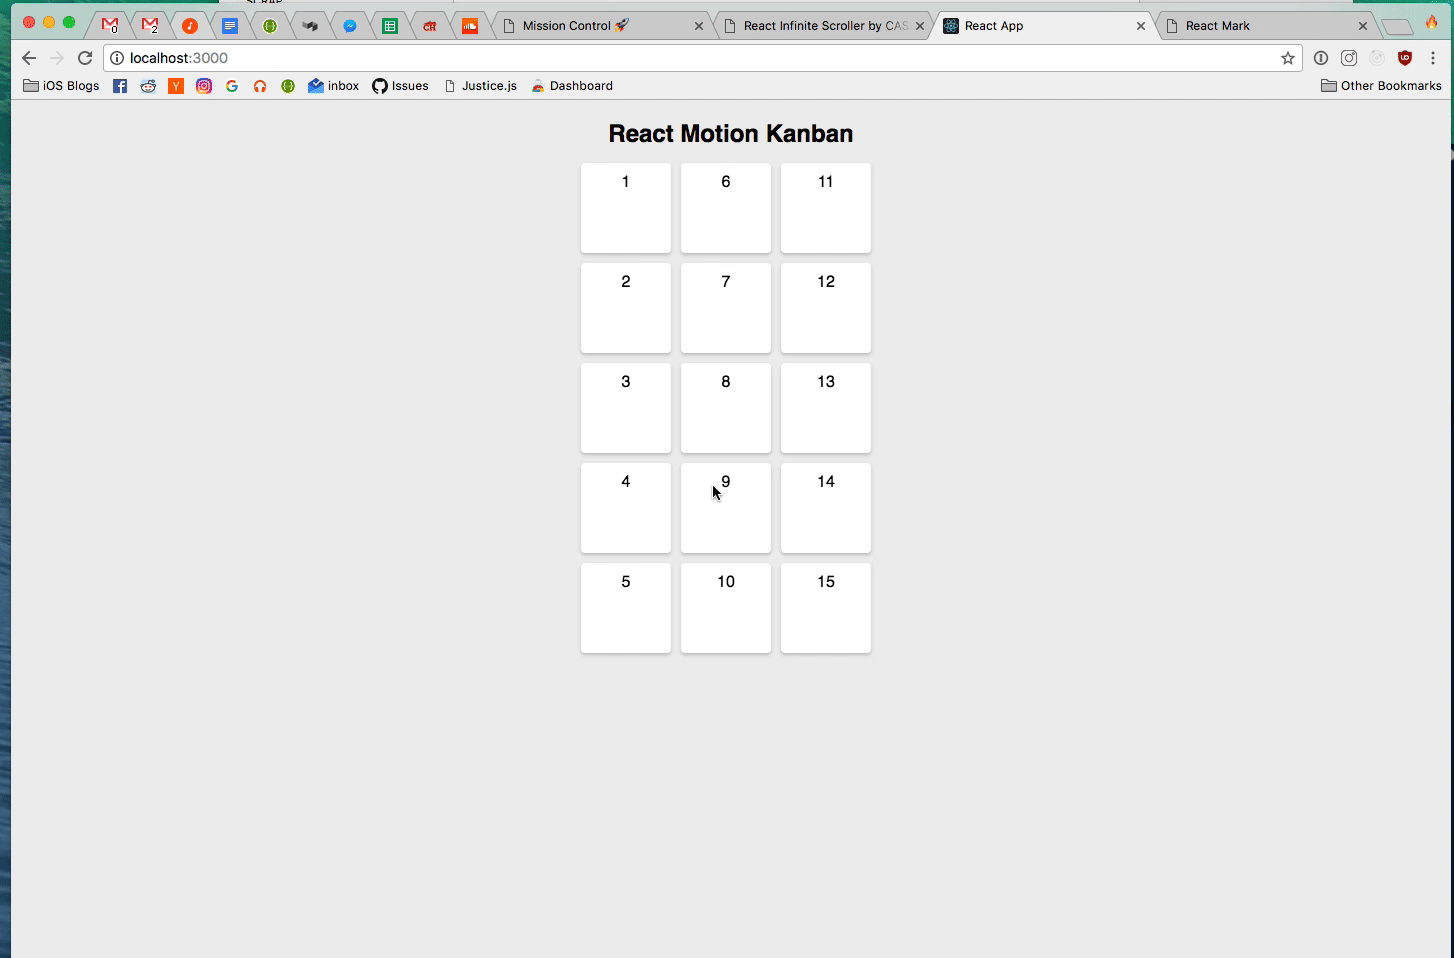 0
2
Mission Control 🚀
React Infinite Scroller by CAS
React App
React Mark
localhost:3000
iOS Blogs
inbox
Issues
Justice.js
Dashboard
Other Bookmarks
React Motion Kanban
1 6 11
2 7 12
3 8 13
4 9 14
5 10 15